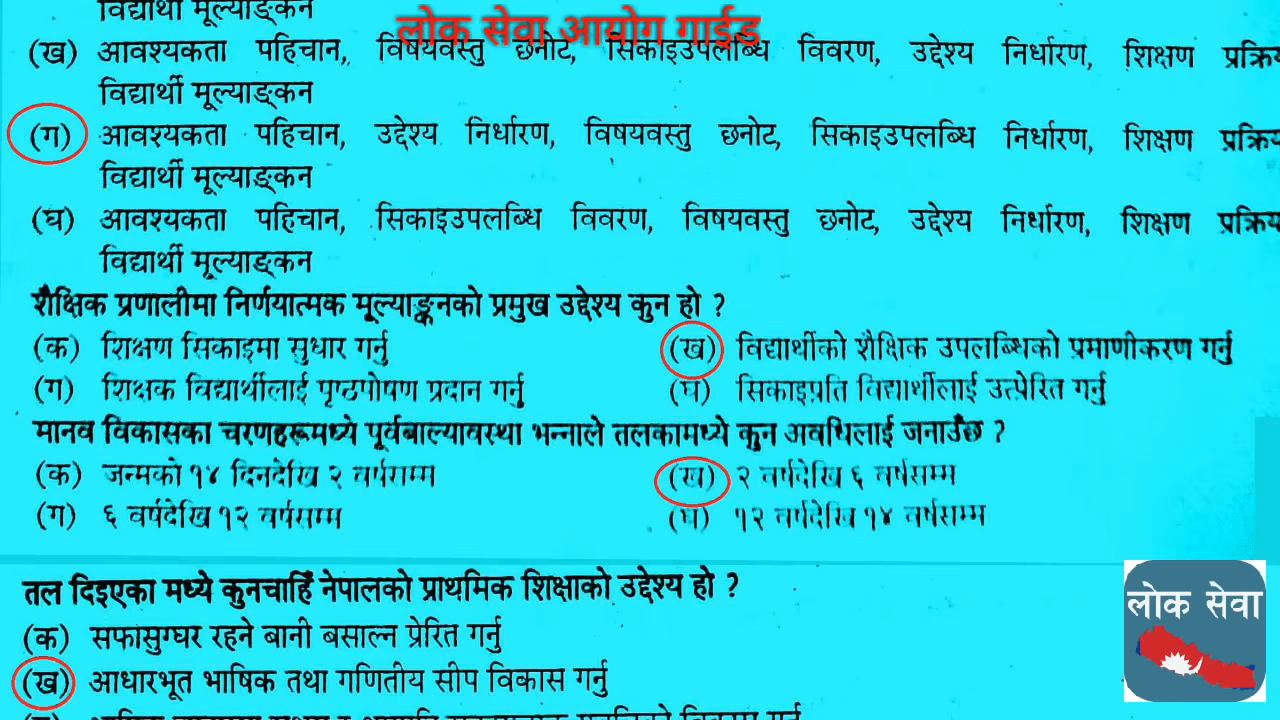 विद्यार्थी मूल्याङ्कन
लोक सेवा आयोग गाईड
(ख) आवश्यकता पहिचान, विषयवस्तु छनोट, सिकाइउपलब्धि विवरण, उद्देश्य निर्धारण, शिक्षण
विद्यार्थी मूल्याङ्कन
(ग) आवश्यकता पहिचान, उद्देश्य निर्धारण, विषयवस्तु छनोट, सिकाइउपलब्धि निर्धारण, शिक्षण
विद्यार्थी मूल्याङ्कन
(घ) आवश्यकता पहिचान, सिकाइउपलब्धि विवरण, विषयवस्तु छनोट, उद्देश्य निर्धारण, शिक्षण
विद्यार्थी मूल्याङ्कन
शैक्षिक प्रणालीमा निर्णयात्मक मूल्याङ्कनको प्रमुख उद्देश्य कुन हो ?
(क) शिक्षण सिकाइमा सुधार गर्नु (ख) विद्यार्थीको शैक्षिक उपलब्धिको प्रमाणीकरण गर्नु
(ग) शिक्षक विद्यार्थीलाई पृष्ठपोषण प्रदान गर्नु (घ) सिकाइप्रति विद्यार्थीलाई उत्प्रेरित गर्नु
मानव विकासका चरणहरूमध्ये पूर्वबाल्यावस्था भन्नाले तलकामध्ये कुन अवधिलाई जनाउँछ ?
(क) जन्मको १४ दिनदेखि २ वर्षसम्म (ख) २ वर्षदेखि ६ वर्षसम्म
(ग) ६ वर्षदेखि १२ वर्षसम्म (घ) १२ वर्षदेखि १४ वर्षसम्म
तल दिइएका मध्ये कुनचाहिँ नेपालको प्राथमिक शिक्षाको उद्देश्य हो ?
(क) सफासुग्घर रहने बानी बसाल्न प्रेरित गर्नु
(ख) आधारभूत भाषिक तथा गणितीय सीप विकास गर्नु
लोक सेवा